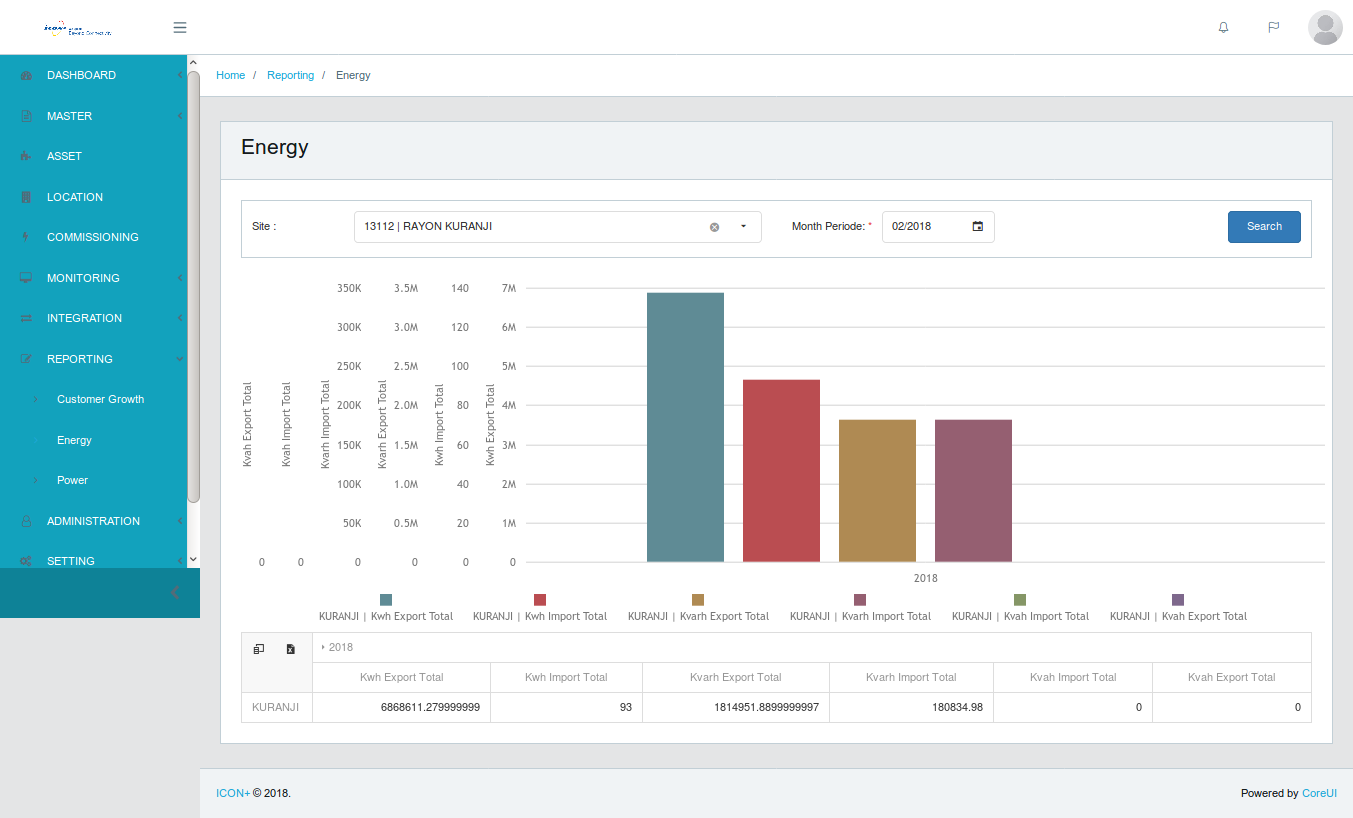 Home / Reporting / Energy
DASHBOARD
MASTER
ASSET
LOCATION
COMMISSIONING
MONITORING
INTEGRATION
REPORTING
Customer Growth
Energy
Power
ADMINISTRATION
SETTING
Energy
Site : 13112 | RAYON KURANJI Month Periode: * 02/2018 Search
350K 3.5M 140 7M
300K 3.0M 120 6M
250K 2.5M 100 5M
200K 2.0M 80 4M
150K 1.5M 60 3M
100K 1.0M 40 2M
50K 0.5M 20 1M
0 0 0 0 0 0
Kvah Export Total
Kvah Import Total
Kvarh Import Total
Kvarh Export Total
Kwh Import Total
Kwh Export Total
2018
KURANJI | Kwh Export Total KURANJI | Kwh Import Total KURANJI | Kvarh Export Total KURANJI | Kvarh Import Total KURANJI | Kvah Import Total KURANJI | Kvah Export Total
2018
Kwh Export Total Kwh Import Total Kvarh Export Total Kvarh Import Total Kvah Import Total Kvah Export Total
KURANJI 6868611.279999999 93 1814951.8899999997 180834.98 0 0
ICON+ © 2018. Powered by CoreUI